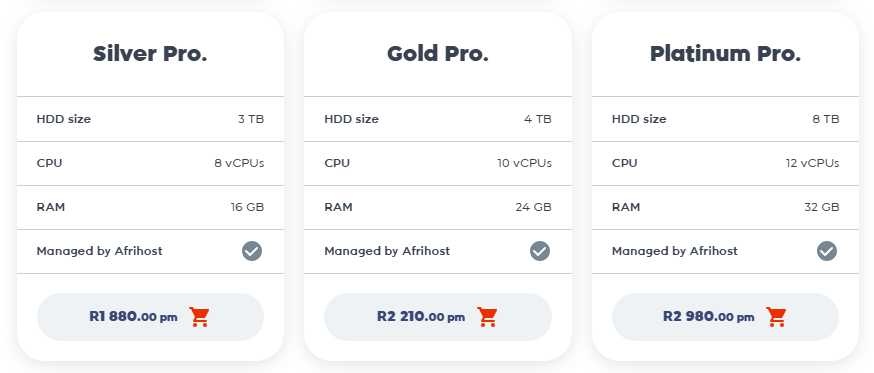 Silver Pro.
HDD size 3 TB
CPU 8 vCPUs
RAM 16 GB
Managed by Afrihost
R1 880.00 pm
Gold Pro.
HDD size 4 TB
CPU 10 vCPUs
RAM 24 GB
Managed by Afrihost
R2 210.00 pm
Platinum Pro.
HDD size 8 TB
CPU 12 vCPUs
RAM 32 GB
Managed by Afrihost
R2 980.00 pm